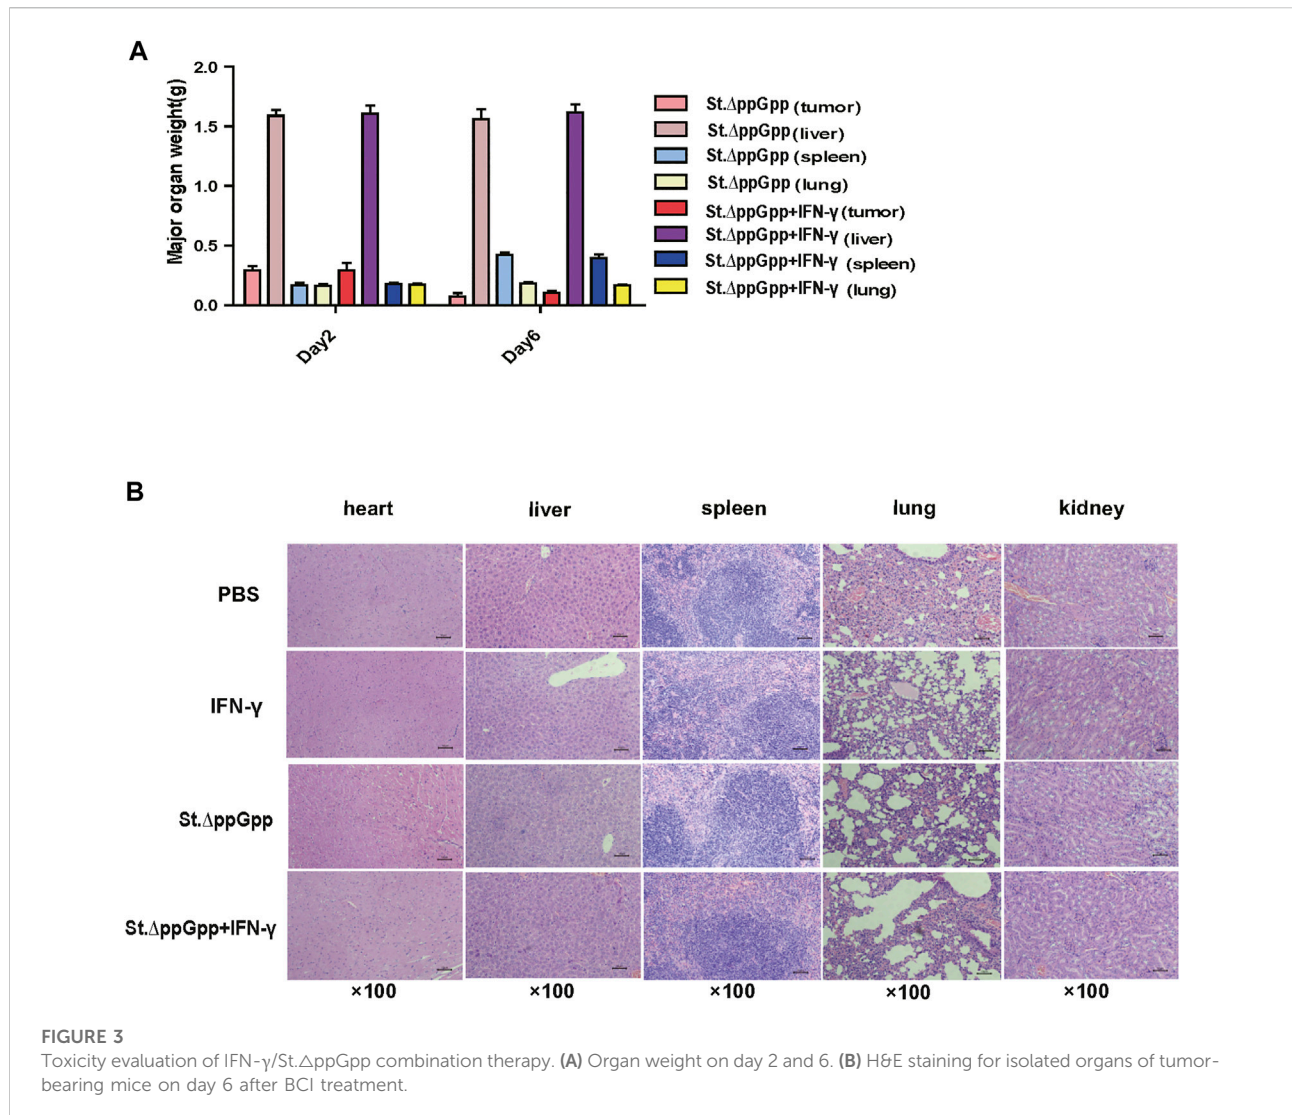 A
Major organ weight(g)
2.0
1.5
1.0
0.5
0.0
Day2
Day6
St.ΔppGpp (tumor)
St.ΔppGpp (liver)
St.ΔppGpp (spleen)
St.ΔppGpp (lung)
St.ΔppGpp+IFN-γ (tumor)
St.ΔppGpp+IFN-γ (liver)
St.ΔppGpp+IFN-γ (spleen)
St.ΔppGpp+IFN-γ (lung)
B
heart liver spleen lung kidney
PBS
IFN-γ
St.ΔppGpp
St.ΔppGpp+IFN-γ
×100 ×100 ×100 ×100 ×100
FIGURE 3
Toxicity evaluation of IFN-γ/St.△ppGpp combination therapy. (A) Organ weight on day 2 and 6. (B) H&E staining for isolated organs of tumor-
bearing mice on day 6 after BCI treatment.